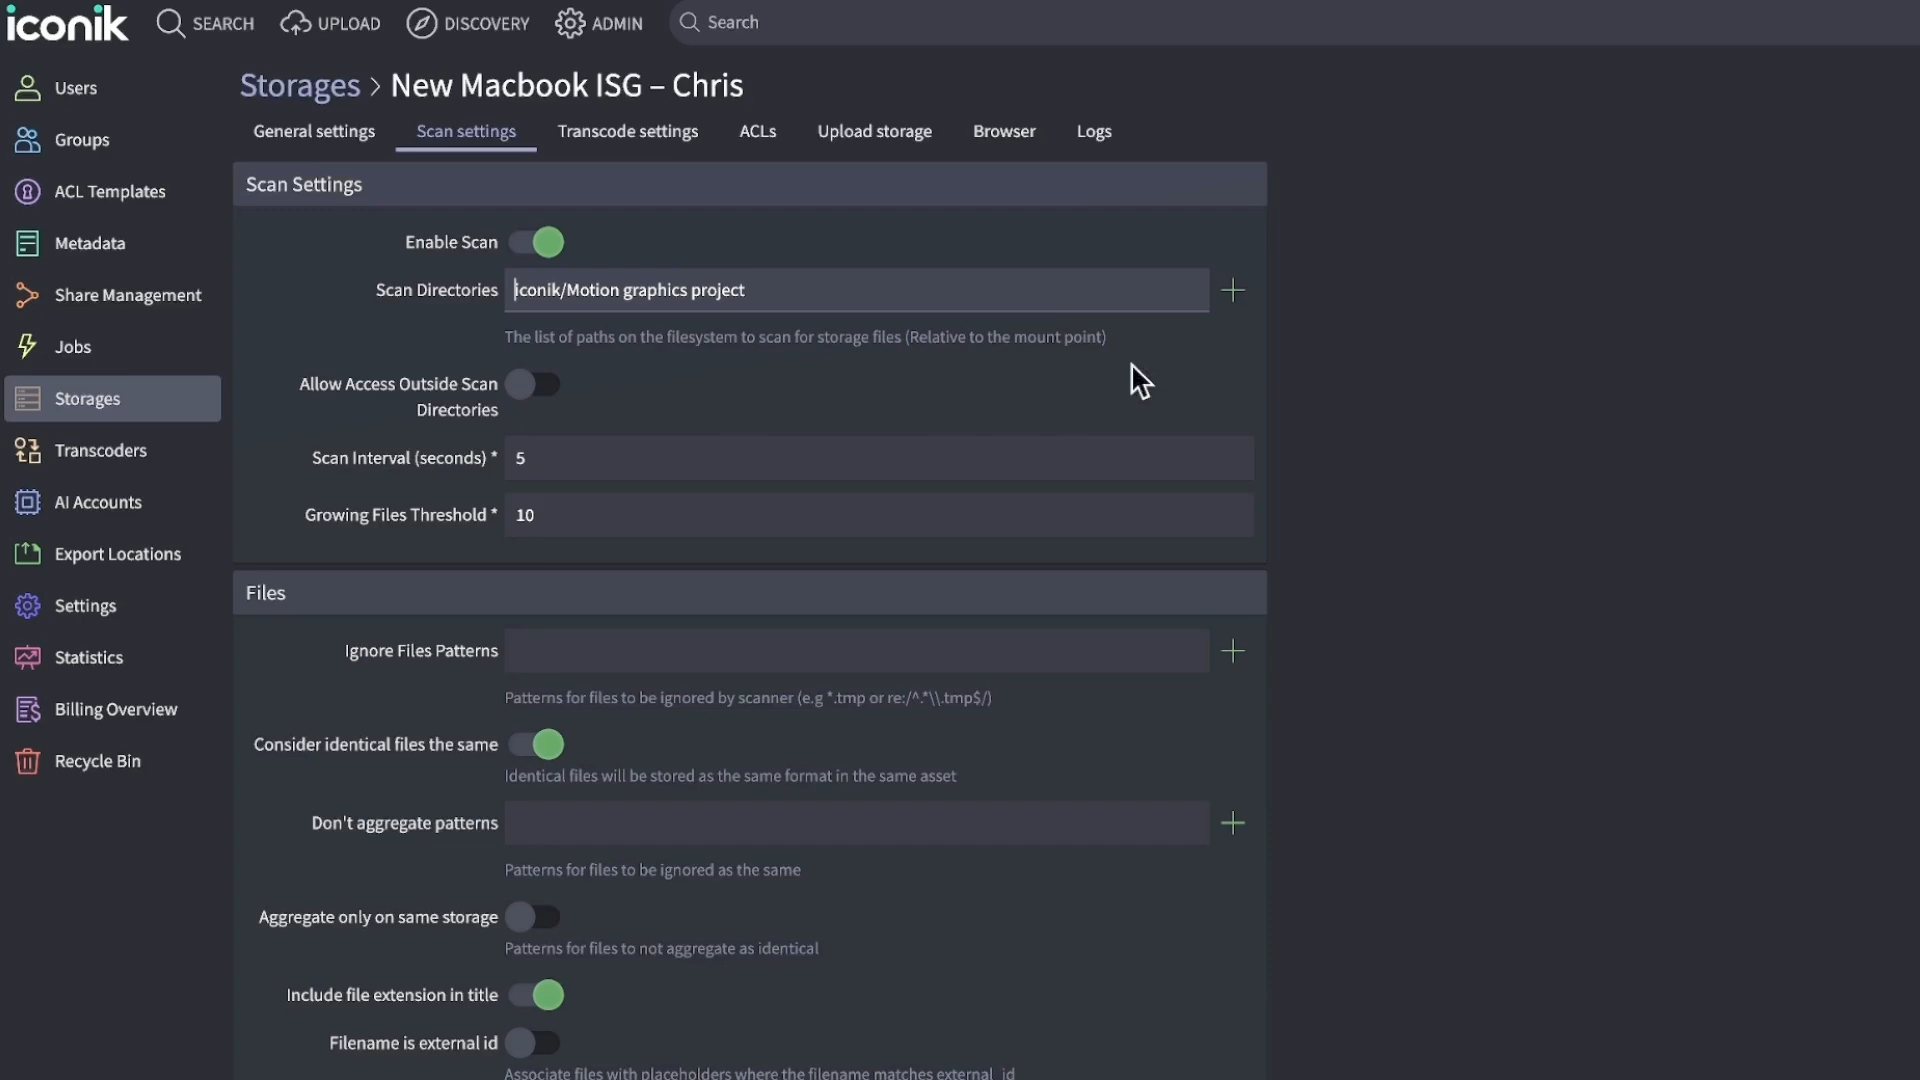 iconik SEARCH UPLOAD DISCOVERY ADMIN Search
Users
Groups
ACL Templates
Metadata
Share Management
Jobs
Storages
Transcoders
AI Accounts
Export Locations
Settings
Statistics
Billing Overview
Recycle Bin
Storages > New Macbook ISG – Chris
General settings Scan settings Transcode settings ACLs Upload storage Browser Logs
Scan Settings
Enable Scan
Scan Directories iconik/Motion graphics project
The list of paths on the filesystem to scan for storage files (Relative to the mount point)
Allow Access Outside Scan
Directories
Scan Interval (seconds) * 5
Growing Files Threshold * 10
Files
Ignore Files Patterns
Patterns for files to be ignored by scanner (e.g *.tmp or re:/^.*\\.tmp$/)
Consider identical files the same
Identical files will be stored as the same format in the same asset
Don't aggregate patterns
Patterns for files to be ignored as the same
Aggregate only on same storage
Patterns for files to not aggregate as identical
Include file extension in title
Filename is external id
Associate files with placeholders where the filename matches external_id